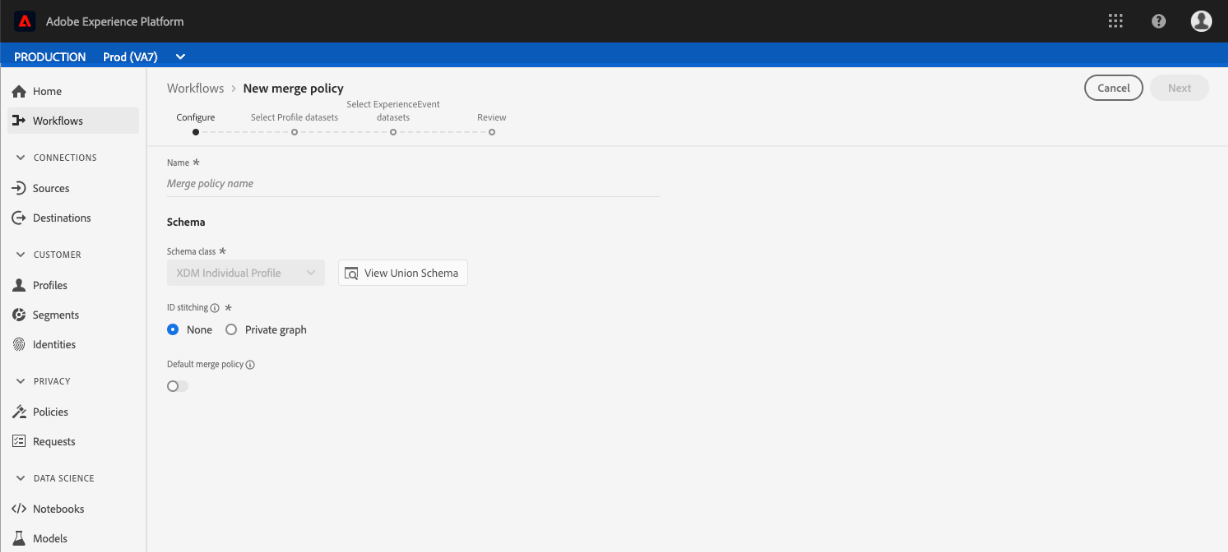 Adobe Experience Platform
PRODUCTION Prod (VA7)
Home
Workflows
CONNECTIONS
Sources
Destinations
CUSTOMER
Profiles
Segments
Identities
PRIVACY
Policies
Requests
DATA SCIENCE
Notebooks
Models
Workflows > New merge policy
Cancel
Next
Configure
Select Profile datasets
Select ExperienceEvent
datasets
Review
Name *
Merge policy name
Schema
Schema class *
XDM Individual Profile
View Union Schema
ID stitching *
None
Private graph
Default merge policy